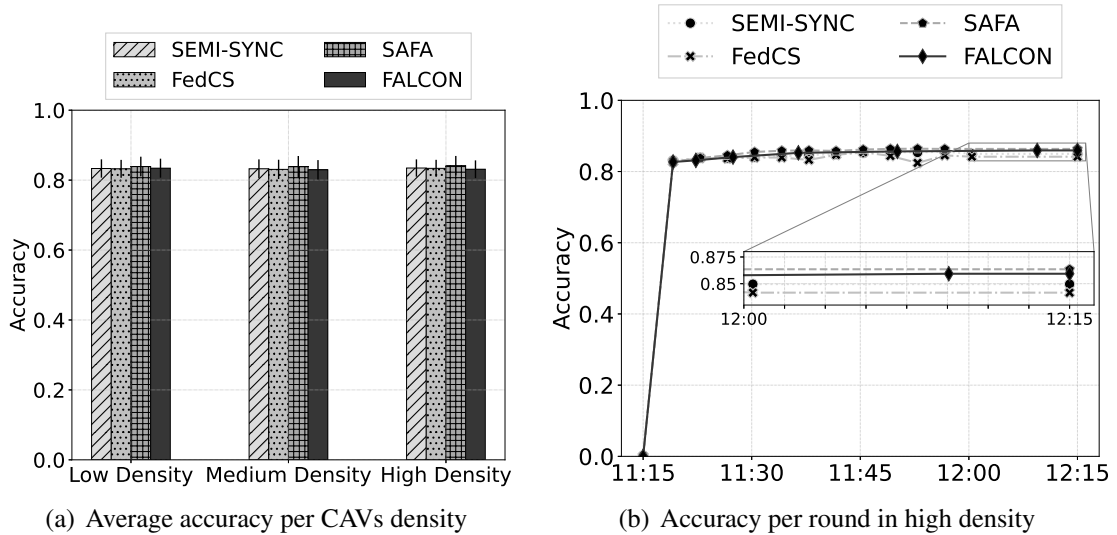 SEMI-SYNC
SAFA
FedCS
FALCON
1.0
0.8
0.6
0.4
0.2
0.0
Accuracy
Low Density
Medium Density
High Density
(a) Average accuracy per CAVs density
SEMI-SYNC
SAFA
FedCS
FALCON
1.0
0.8
0.6
0.4
0.2
0.0
Accuracy
0.875
0.85
12:00
12:15
11:15
11:30
11:45
12:00
12:15
(b) Accuracy per round in high density